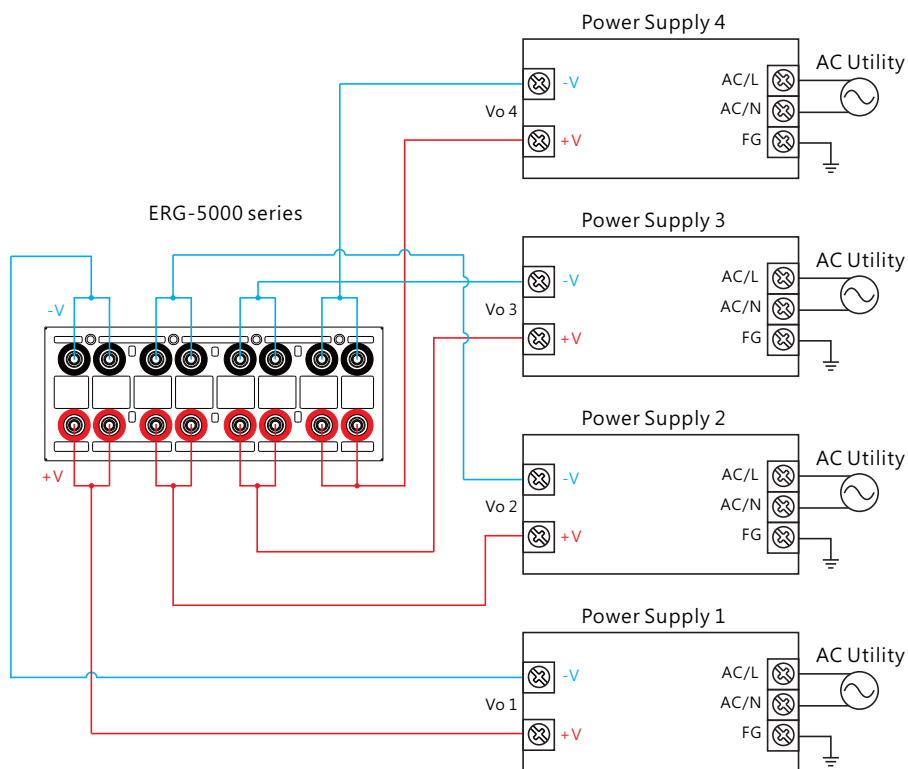 Power Supply 4
AC Utility
-V
AC/L
Vo 4
AC/N
+V
FG
ERG-5000 series
Power Supply 3
AC Utility
-V
AC/L
Vo 3
AC/N
+V
FG
-V
+V
Power Supply 2
AC Utility
-V
AC/L
Vo 2
AC/N
+V
FG
Power Supply 1
AC Utility
-V
AC/L
Vo 1
AC/N
+V
FG